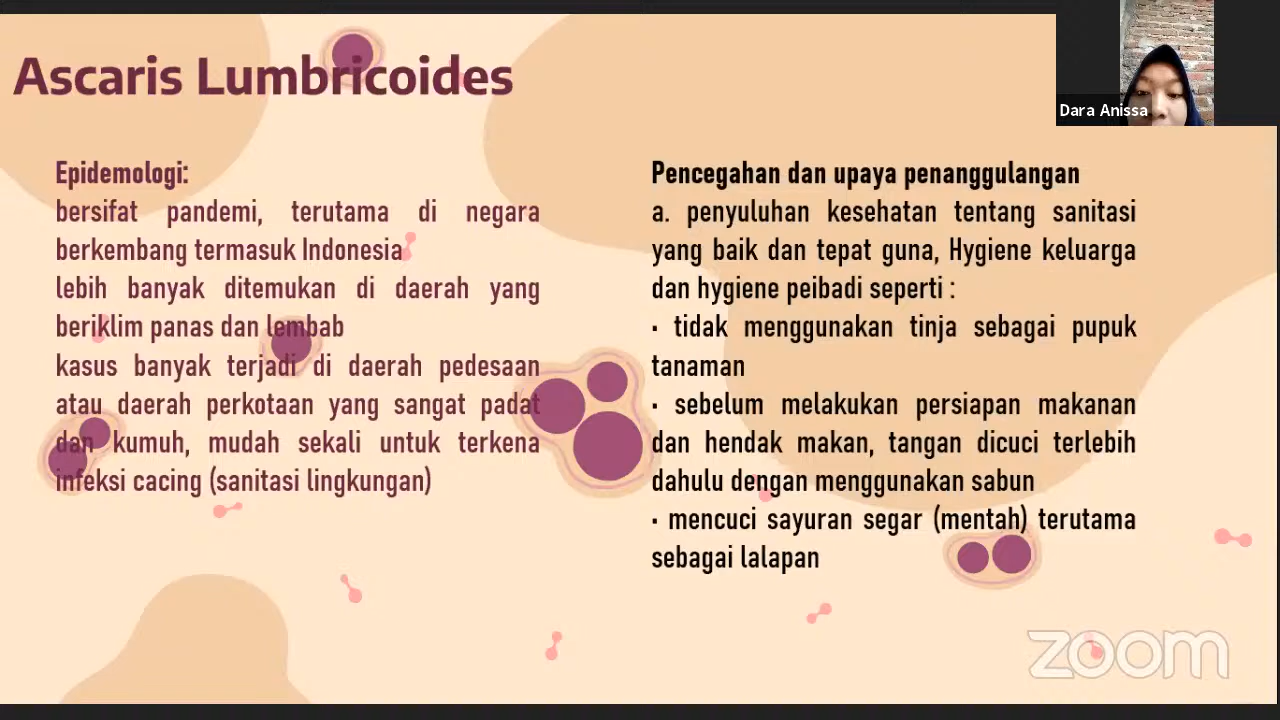 Ascaris Lumbricoides
Dara Anissa
Epidemologi:
bersifat pandemi, terutama di negara
berkembang termasuk Indonesia
lebih banyak ditemukan di daerah yang
beriklim panas dan lembab
kasus banyak terjadi di daerah pedesaan
atau daerah perkotaan yang sangat padat
dan kumuh, mudah sekali untuk terkena
infeksi cacing (sanitasi lingkungan)
Pencegahan dan upaya penanggulangan
a. penyuluhan kesehatan tentang sanitasi
yang baik dan tepat guna, Hygiene keluarga
dan hygiene peibadi seperti :
· tidak menggunakan tinja sebagai pupuk
tanaman
· sebelum melakukan persiapan makanan
dan hendak makan, tangan dicuci terlebih
dahulu dengan menggunakan sabun
· mencuci sayuran segar (mentah) terutama
sebagai lalapan
zoom